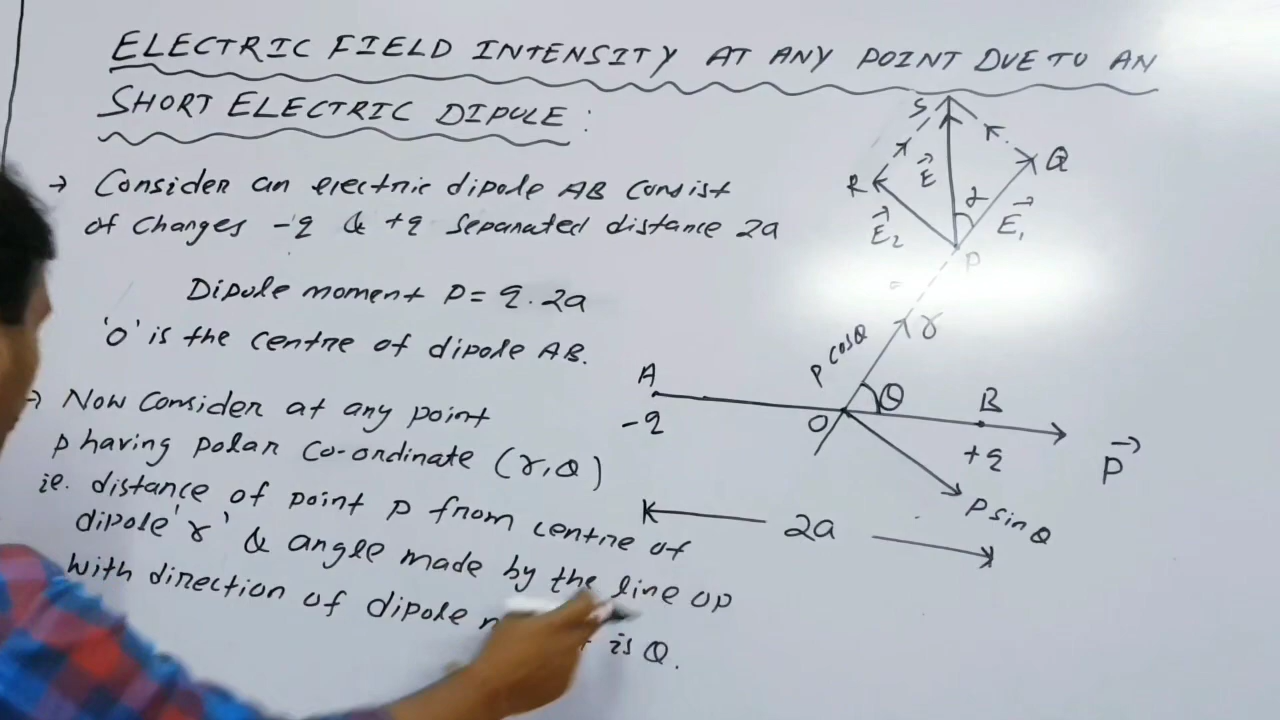 ELECTRIC FIELD INTENSITY AT ANY POINT DUE TO AN
SHORT ELECTRIC DIPOLE :
→ Consider an electric dipole AB consist
of charges -q & +q separated distance 2a
Dipole moment P = q . 2a
'O' is the centre of dipole AB.
→ Now consider at any point
P having polar co-ordinate (r, θ)
ie. distance of point P from centre of
dipole 'r' & angle made by the line OP
with direction of dipole is θ.
S
R
Q
E⃗
α
E⃗₁
E⃗₂
P
r
P cosθ
θ
A
-q
O
B
+q
P⃗
P sinθ
2a